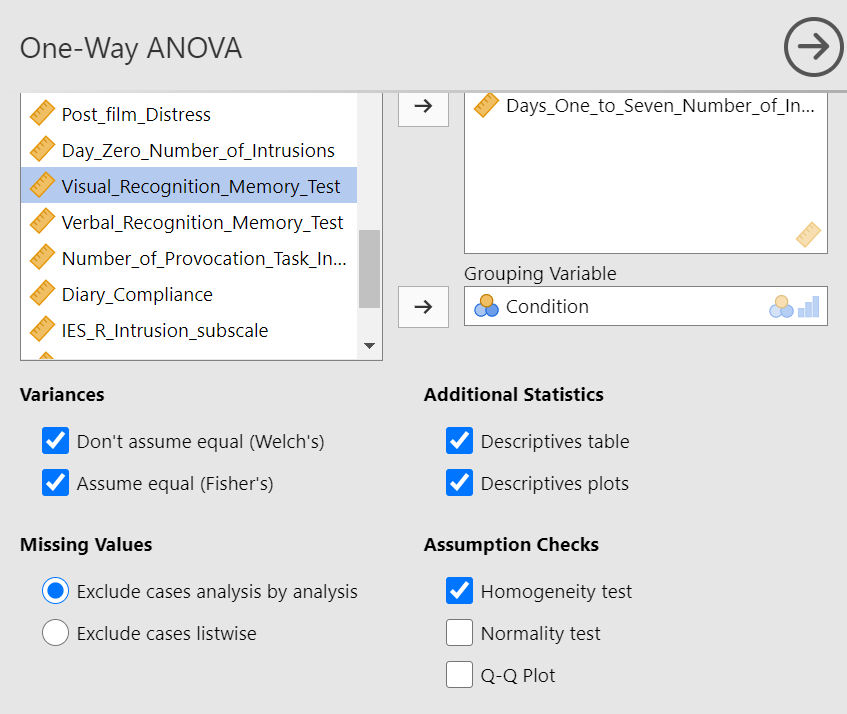 One-Way ANOVA
Post_film_Distress
Day_Zero_Number_of_Intrusions
Visual_Recognition_Memory_Test
Verbal_Recognition_Memory_Test
Number_of_Provocation_Task_In...
Diary_Compliance
IES_R_Intrusion_subscale
Days_One_to_Seven_Number_of_In...
Grouping Variable
Condition
Variances
Don't assume equal (Welch's)
Assume equal (Fisher's)
Additional Statistics
Descriptives table
Descriptives plots
Missing Values
Exclude cases analysis by analysis
Exclude cases listwise
Assumption Checks
Homogeneity test
Normality test
Q-Q Plot